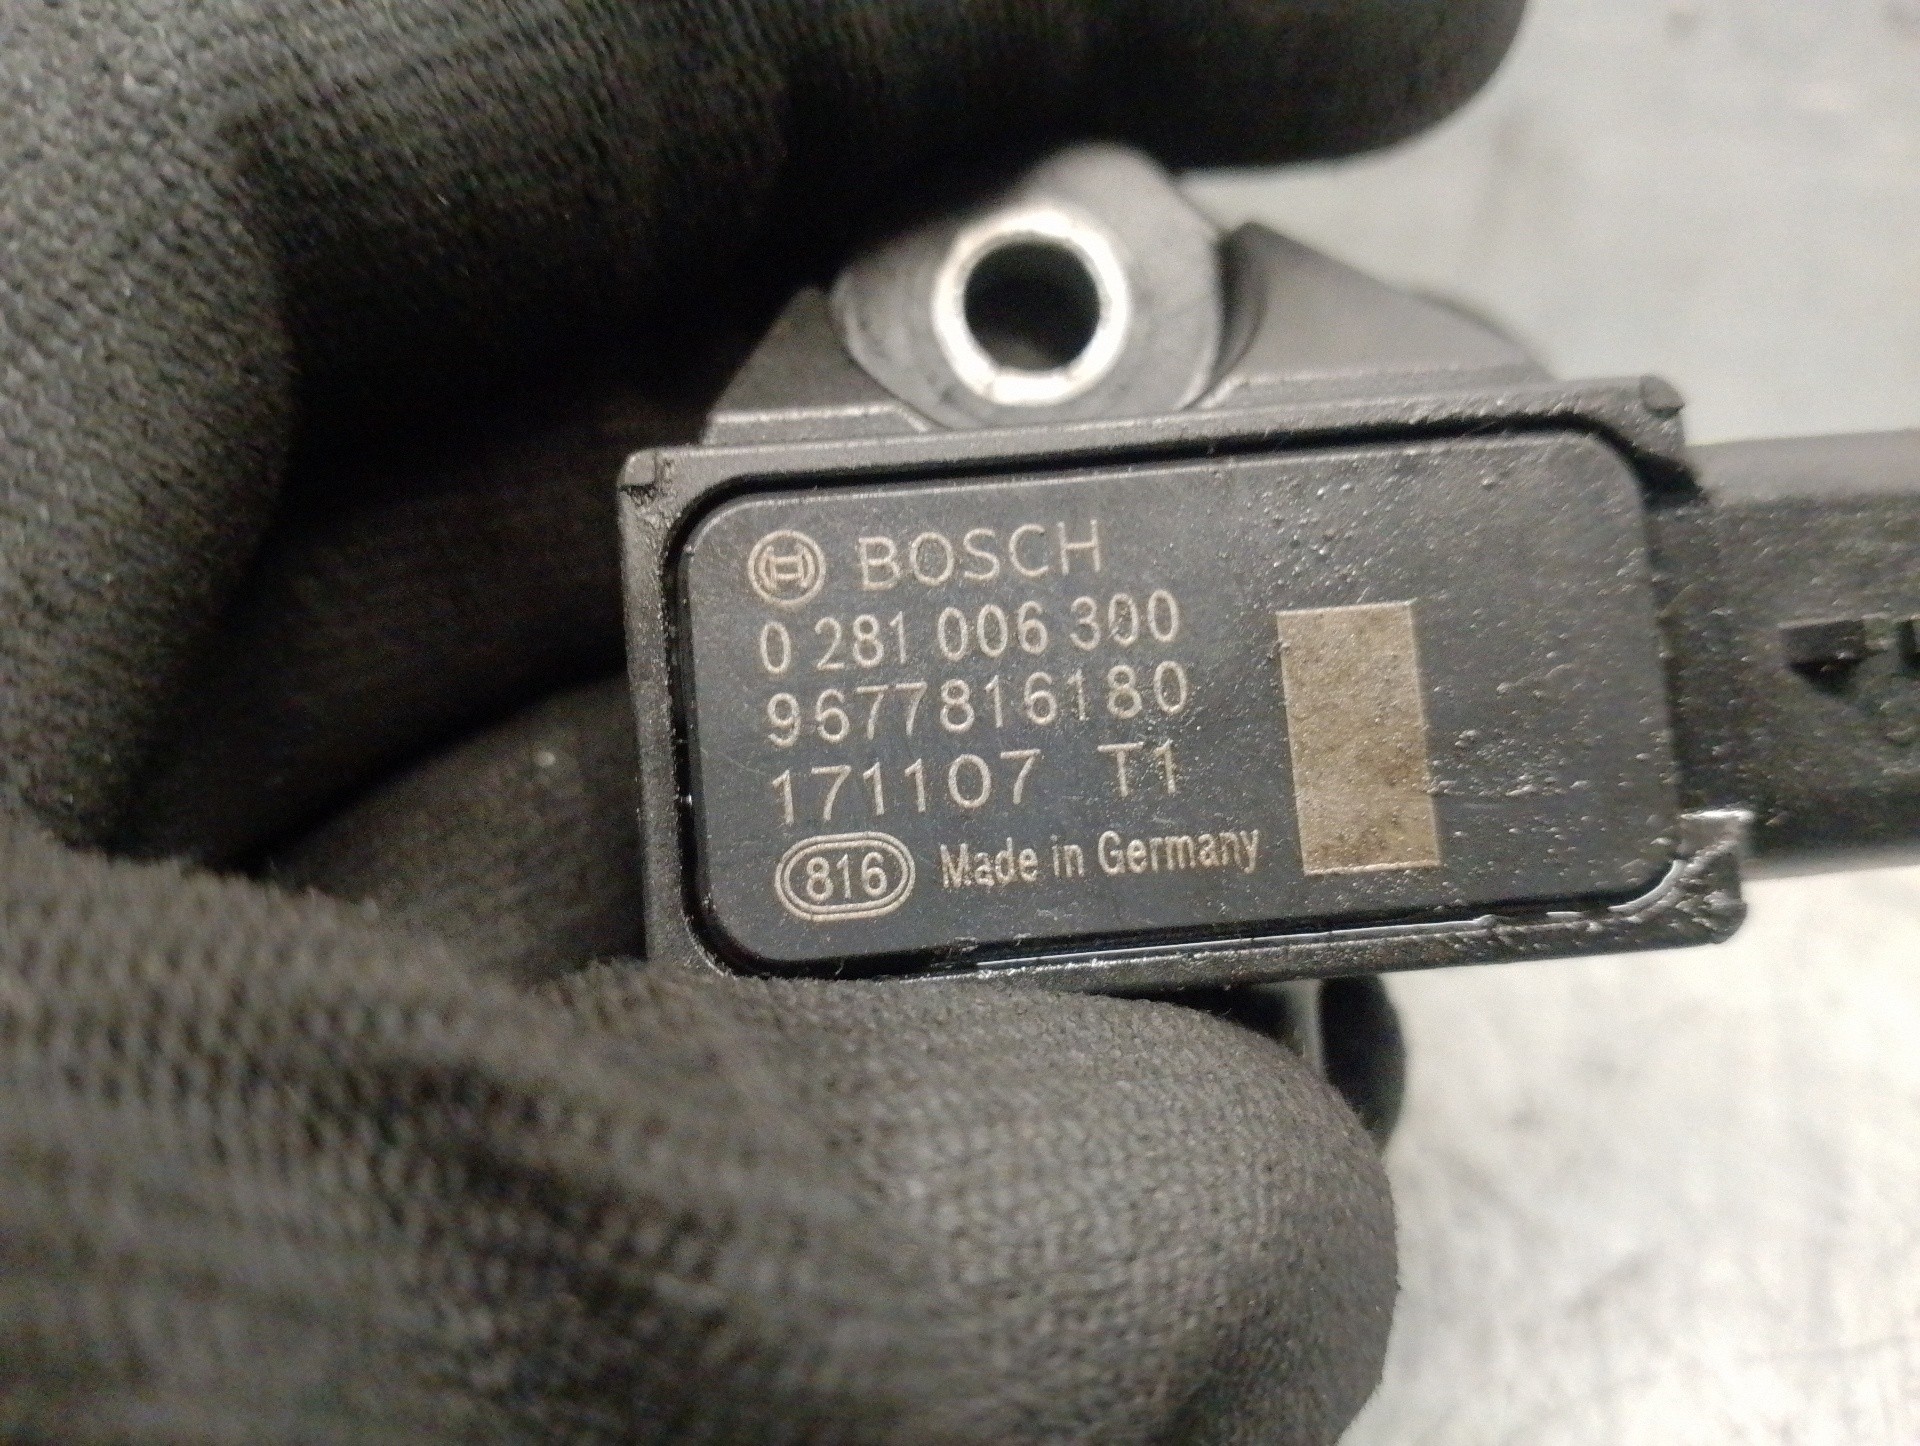 BOSCH
0 281 006 300
9677816180
171107 T1
816 Made in Germany